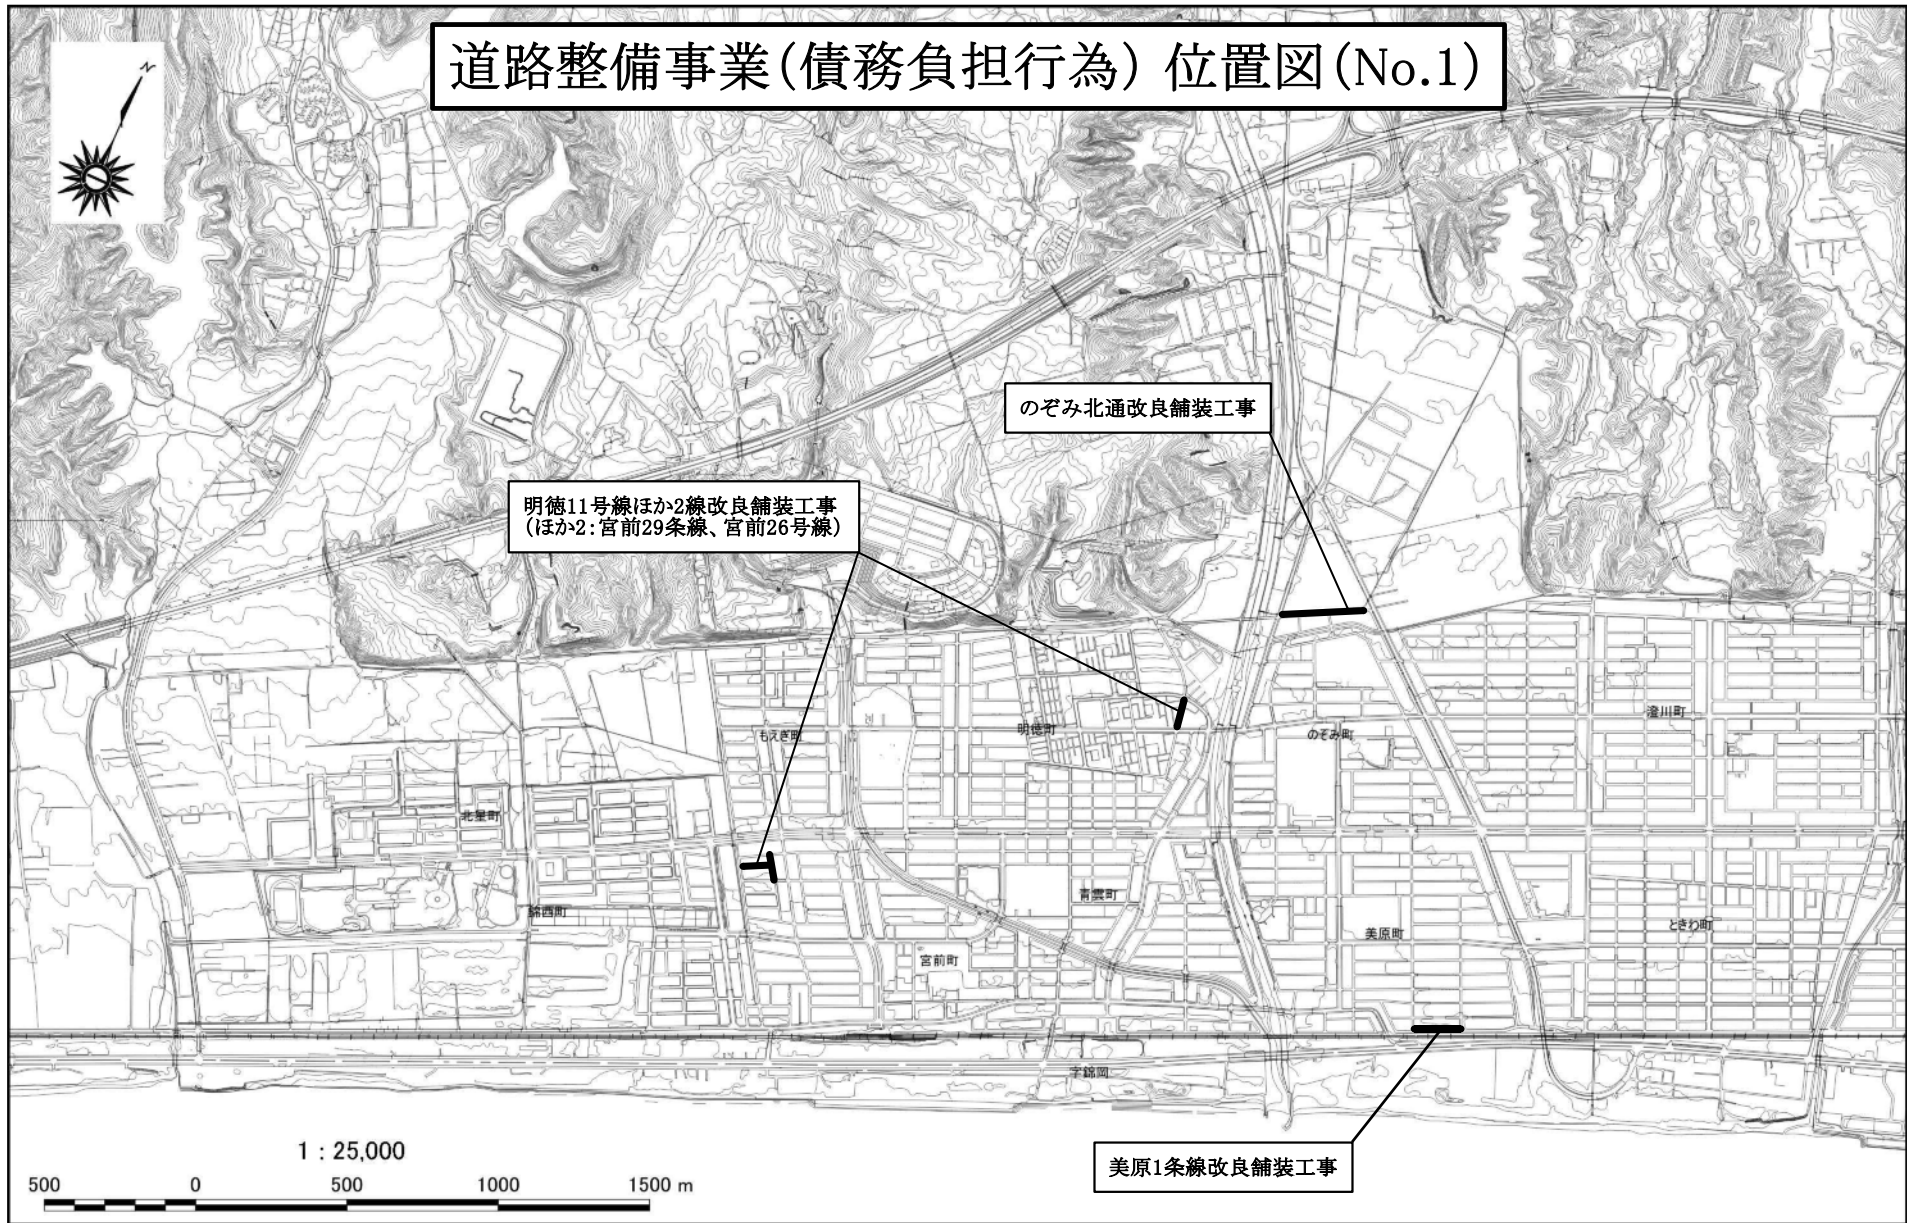 道路整備事業(債務負担行為) 位置図(No.1)
N
のぞみ北通改良舗装工事
明徳11号線ほか2線改良舗装工事
(ほか2:宮前29条線、宮前26号線)
澄川町
もえぎ町
明徳町
のぞみ町
北星町
青雲町
錦西町
ときわ町
美原町
宮前町
字錦岡
1:25,000
美原1条線改良舗装工事
500 0 500 1000 1500 m